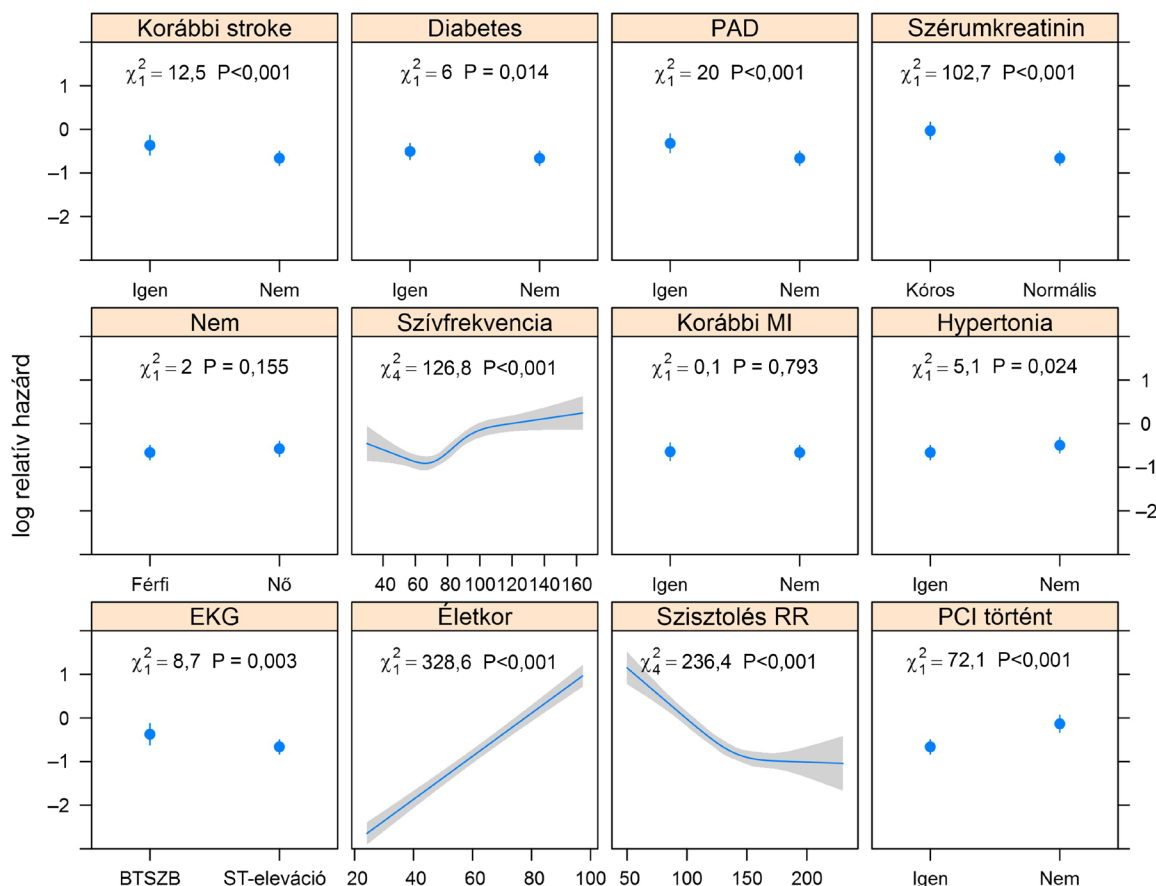 Korábbi stroke Diabetes PAD Szérumkreatinin
χ²₁ = 12,5 P<0,001 χ²₁ = 6 P = 0,014 χ²₁ = 20 P<0,001 χ²₁ = 102,7 P<0,001
1
0
−1
−2
Igen Nem Igen Nem Igen Nem Kóros Normális
Nem Szívfrekvencia Korábbi MI Hypertonia
χ²₁ = 2 P = 0,155 χ²₄ = 126,8 P<0,001 χ²₁ = 0,1 P = 0,793 χ²₁ = 5,1 P = 0,024
1
0
−1
−2
log relatív hazárd
Férfi Nő 40 60 80 100 120 140 160 Igen Nem Igen Nem
EKG Életkor Szisztolés RR PCI történt
χ²₁ = 8,7 P = 0,003 χ²₁ = 328,6 P<0,001 χ²₄ = 236,4 P<0,001 χ²₁ = 72,1 P<0,001
1
0
−1
−2
BTSZB ST-eleváció 20 40 60 80 100 50 100 150 200 Igen Nem